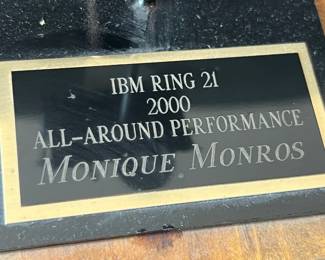 IBM RING 21
2000
ALL-AROUND PERFORMANCE
MONIQUE MONROS